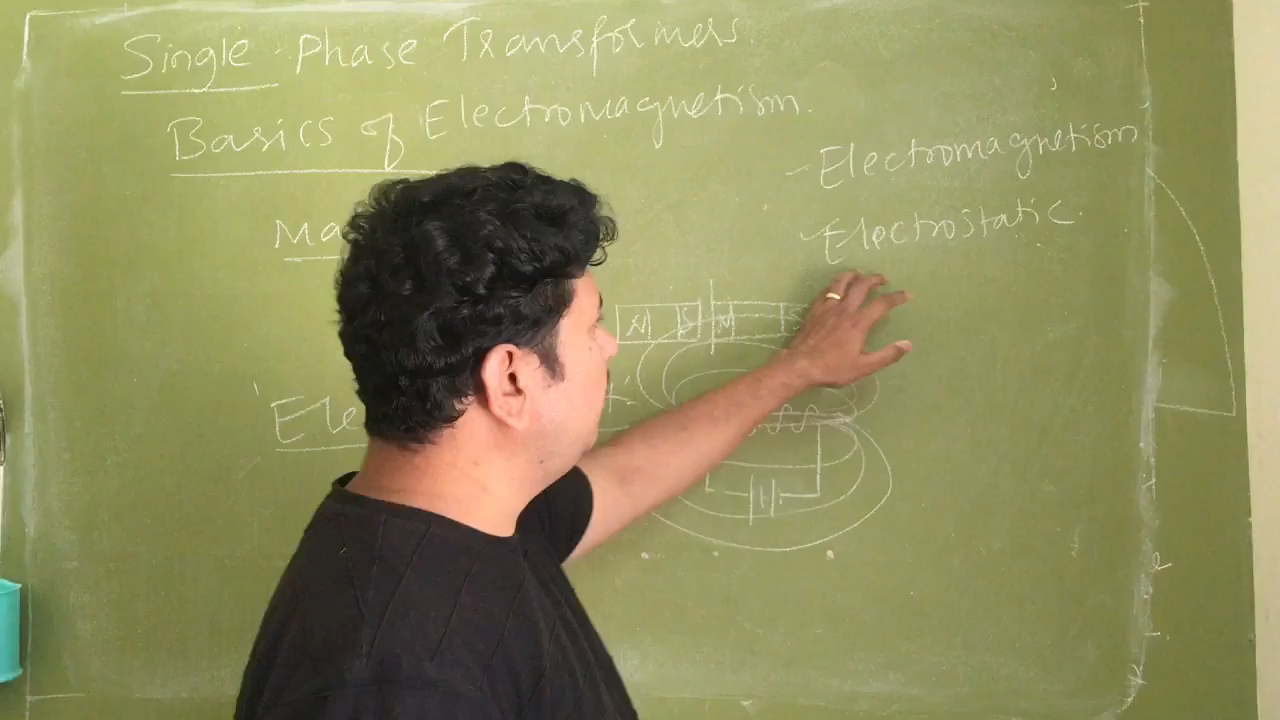 Single Phase Transformers
Basics of Electromagnetism.
- Electromagnetism
- Electrostatic.
Ma
N S N S
Ele